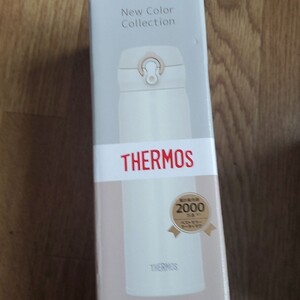 New Color
Collection
THERMOS
2000
THERMOS